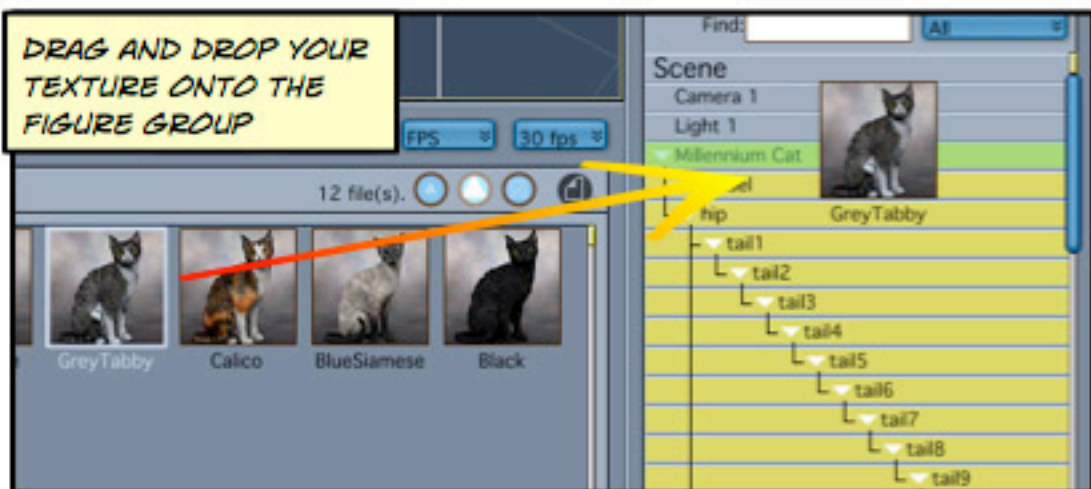 DRAG AND DROP YOUR
TEXTURE ONTO THE
FIGURE GROUP
FPS
30 fps
12 file(s).
GreyTabby
Calico
BlueSiamese
Black
Find:
All
Scene
Camera 1
Light 1
Millennium Cat
hip
GreyTabby
tail1
tail2
tail3
tail4
tail5
tail6
tail7
tail8
tail9